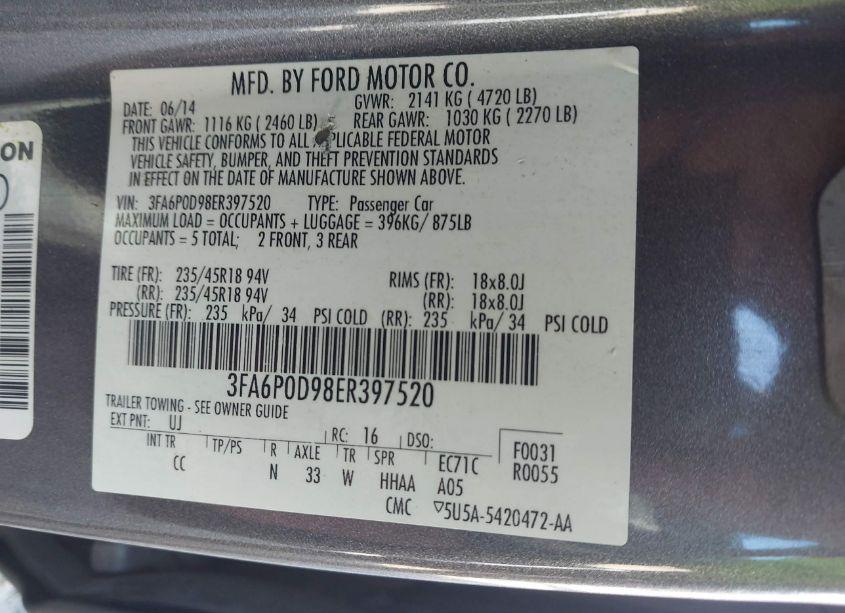 MFD. BY FORD MOTOR CO.
DATE: 06/14 GVWR: 2141 KG ( 4720 LB)
FRONT GAWR: 1116 KG ( 2460 LB) REAR GAWR: 1030 KG ( 2270 LB)
THIS VEHICLE CONFORMS TO ALL APPLICABLE FEDERAL MOTOR
VEHICLE SAFETY, BUMPER, AND THEFT PREVENTION STANDARDS
IN EFFECT ON THE DATE OF MANUFACTURE SHOWN ABOVE.
VIN: 3FA6P0D98ER397520 TYPE: Passenger Car
MAXIMUM LOAD = OCCUPANTS + LUGGAGE = 396KG/ 875LB
OCCUPANTS = 5 TOTAL; 2 FRONT, 3 REAR
TIRE (FR): 235/45R18 94V RIMS (FR): 18x8.0J
(RR): 235/45R18 94V (RR): 18x8.0J
PRESSURE (FR): 235 kPa/ 34 PSI COLD (RR): 235 kPa/ 34 PSI COLD
3FA6P0D98ER397520
TRAILER TOWING - SEE OWNER GUIDE
EXT PNT: UJ RC: 16 DSO: F0031
INT TR TP/PS R AXLE TR SPR EC71C R0055
CC N 33 W HHAA A05
CMC ▽5U5A-5420472-AA
ON